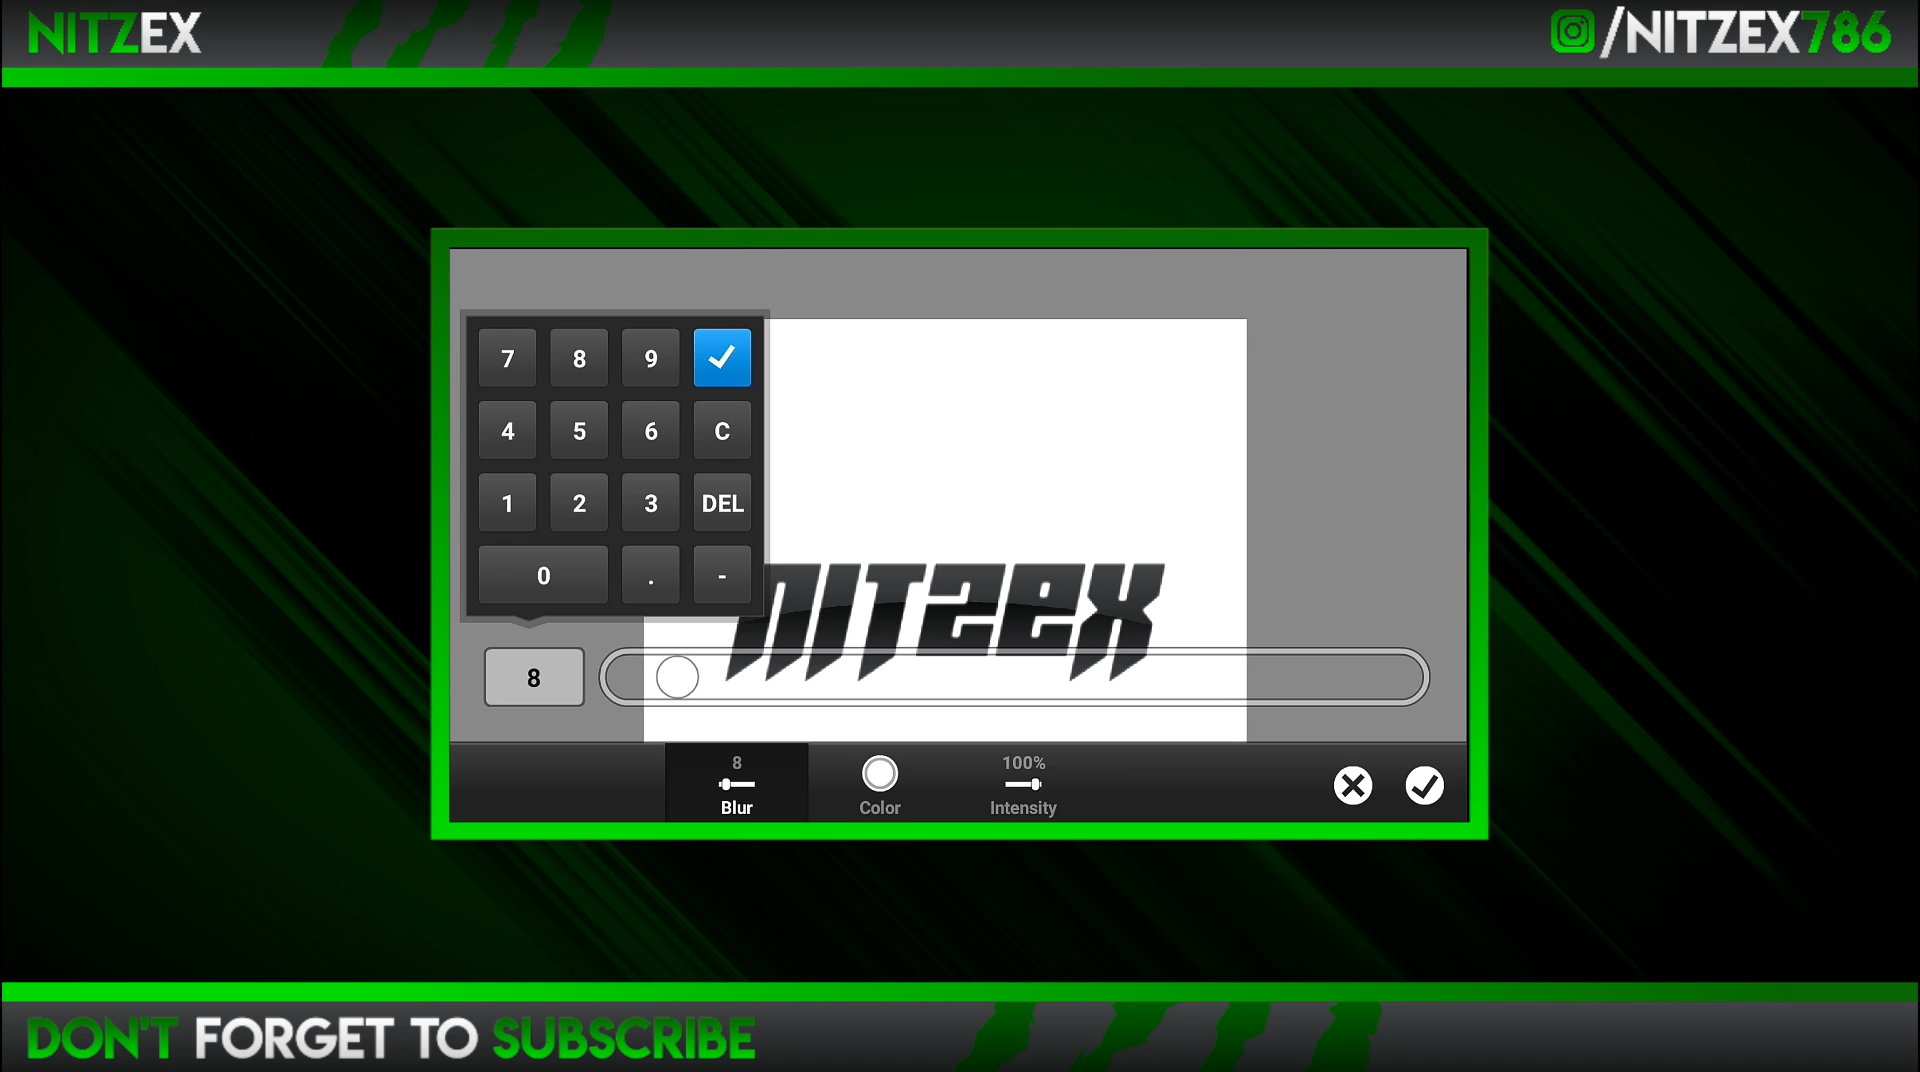 NITZEX
/NITZEX786
7 8 9
4 5 6 C
1 2 3 DEL
0 . -
NITZEX
8
8
Blur
Color
100%
Intensity
DON'T FORGET TO SUBSCRIBE